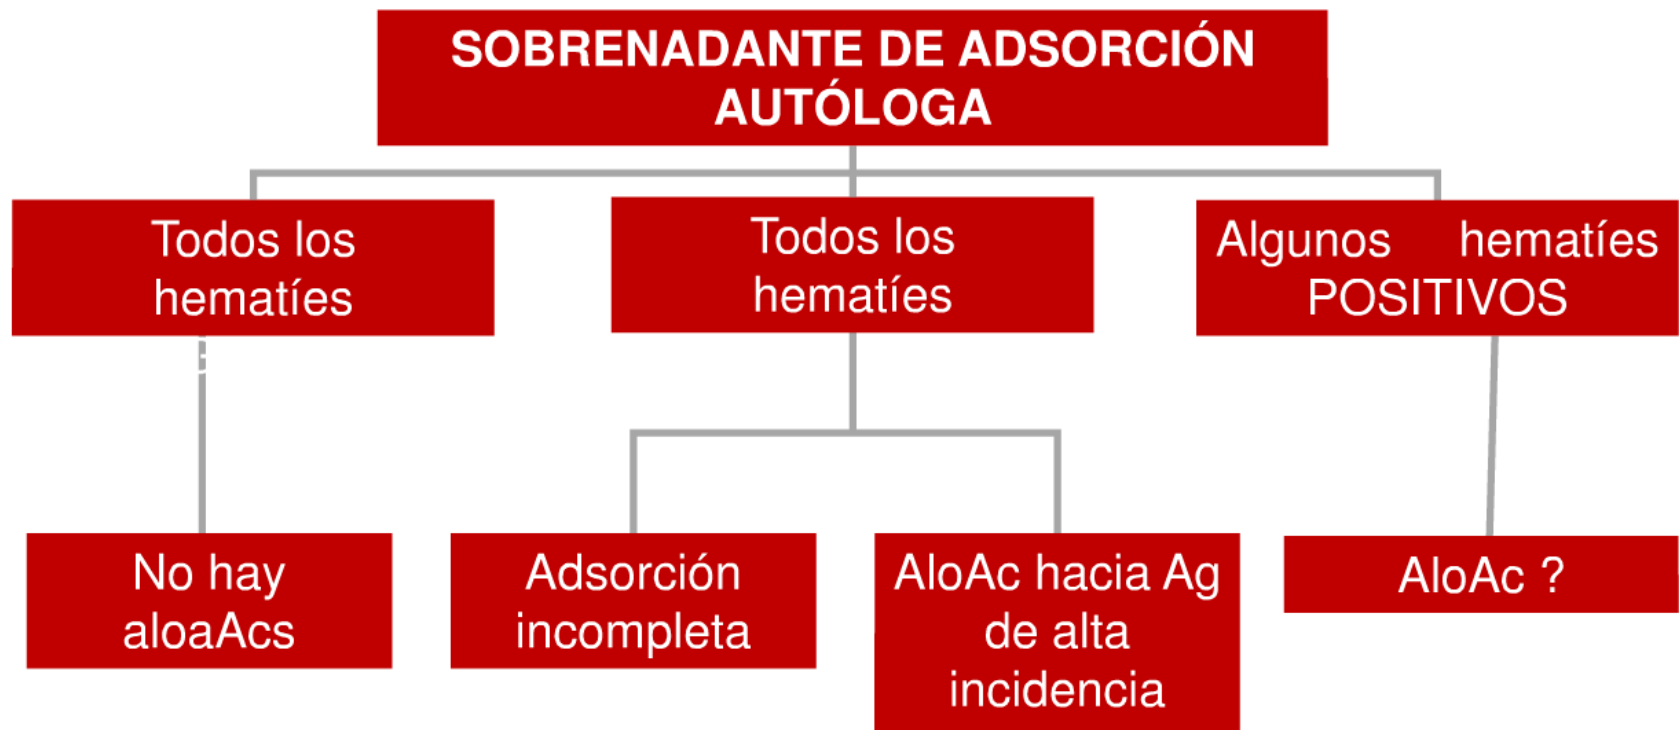 SOBRENADANTE DE ADSORCIÓN
AUTÓLOGA
Todos los
hematíes
Todos los
hematíes
Algunos hematíes
POSITIVOS
No hay
aloaAcs
Adsorción
incompleta
AloAc hacia Ag
de alta
incidencia
AloAc ?